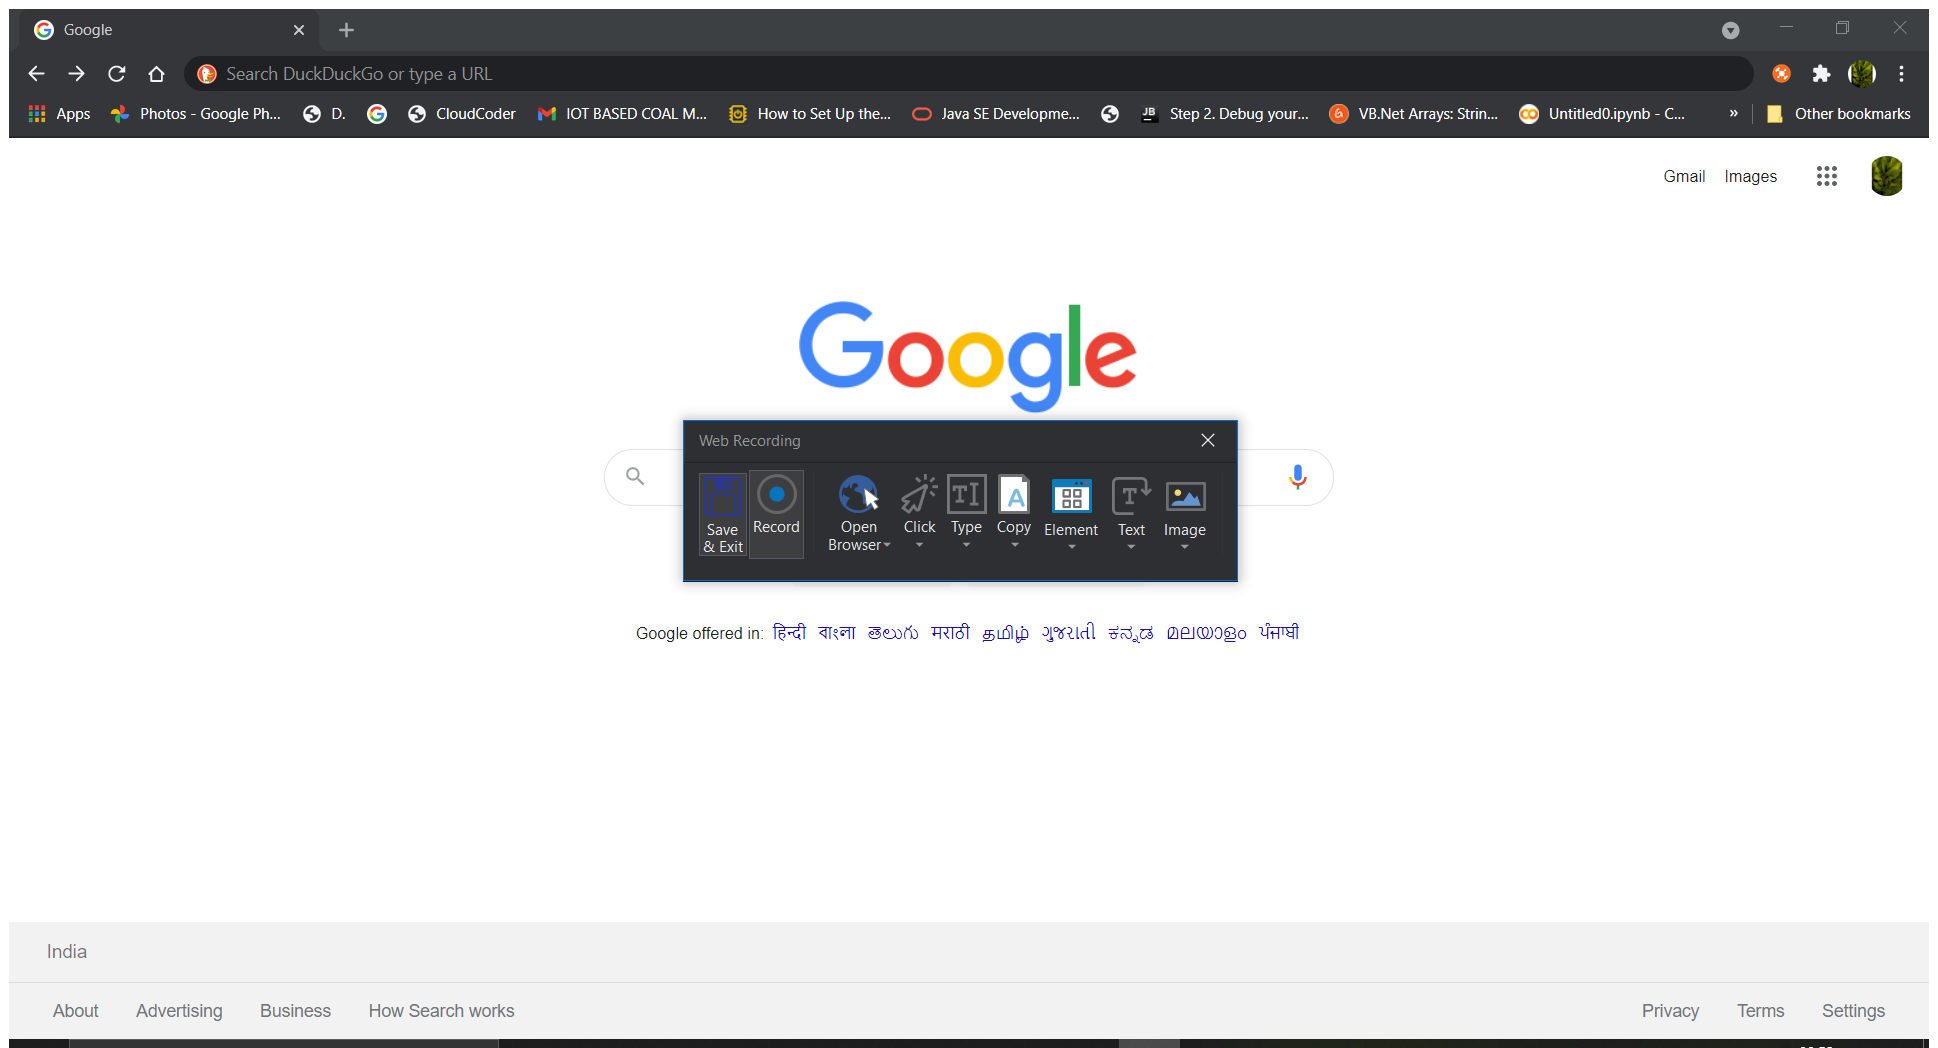 Google
Search DuckDuckGo or type a URL
Apps Photos - Google Ph... D. CloudCoder IOT BASED COAL M... How to Set Up the... Java SE Developme... JB Step 2. Debug your... VB.Net Arrays: Strin... Untitled0.ipynb - C... » Other bookmarks
Gmail Images
Google
Web Recording
Save & Exit
Record
Open Browser
Click
Type
Copy
Element
Text
Image
Google offered in: हिन्दी বাংলা తెలుగు मराठी தமிழ் ગુજરાતી ಕನ್ನಡ മലയാളം ਪੰਜਾਬੀ
India
About Advertising Business How Search works Privacy Terms Settings